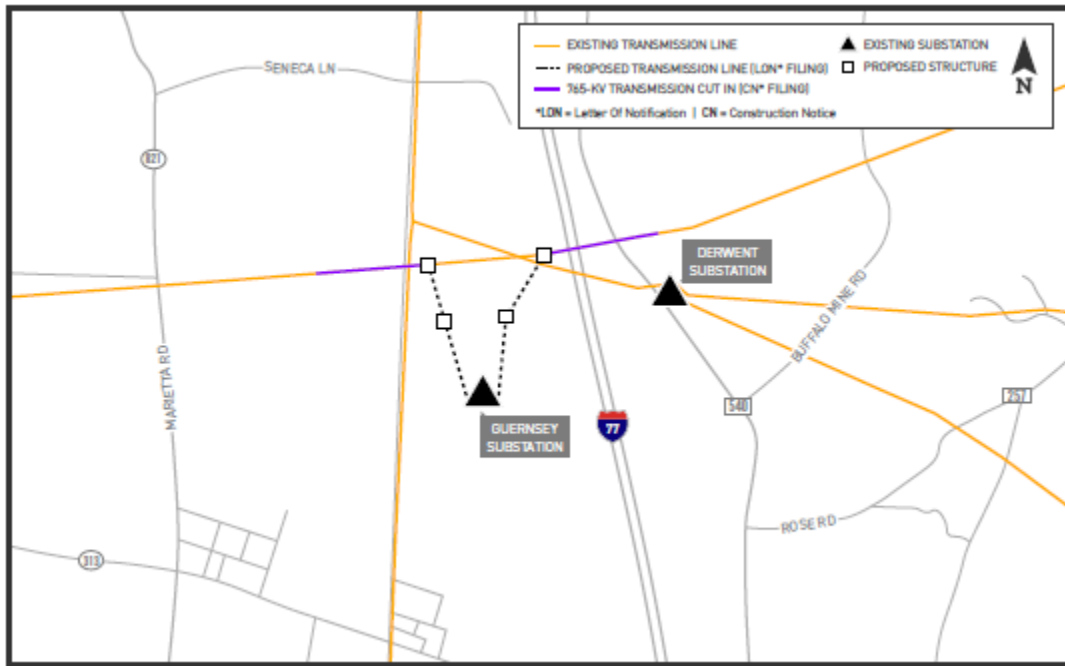 EXISTING TRANSMISSION LINE
EXISTING SUBSTATION
PROPOSED TRANSMISSION LINE (LON* FILING)
PROPOSED STRUCTURE
765-KV TRANSMISSION CUT IN (CN* FILING)
*LON = Letter Of Notification | CN = Construction Notice
N
SENECA LN
821
DERWENT
SUBSTATION
BUFFALO MINE RD
MARIETTA RD
GUERNSEY
SUBSTATION
77
540
257
ROSE RD
313